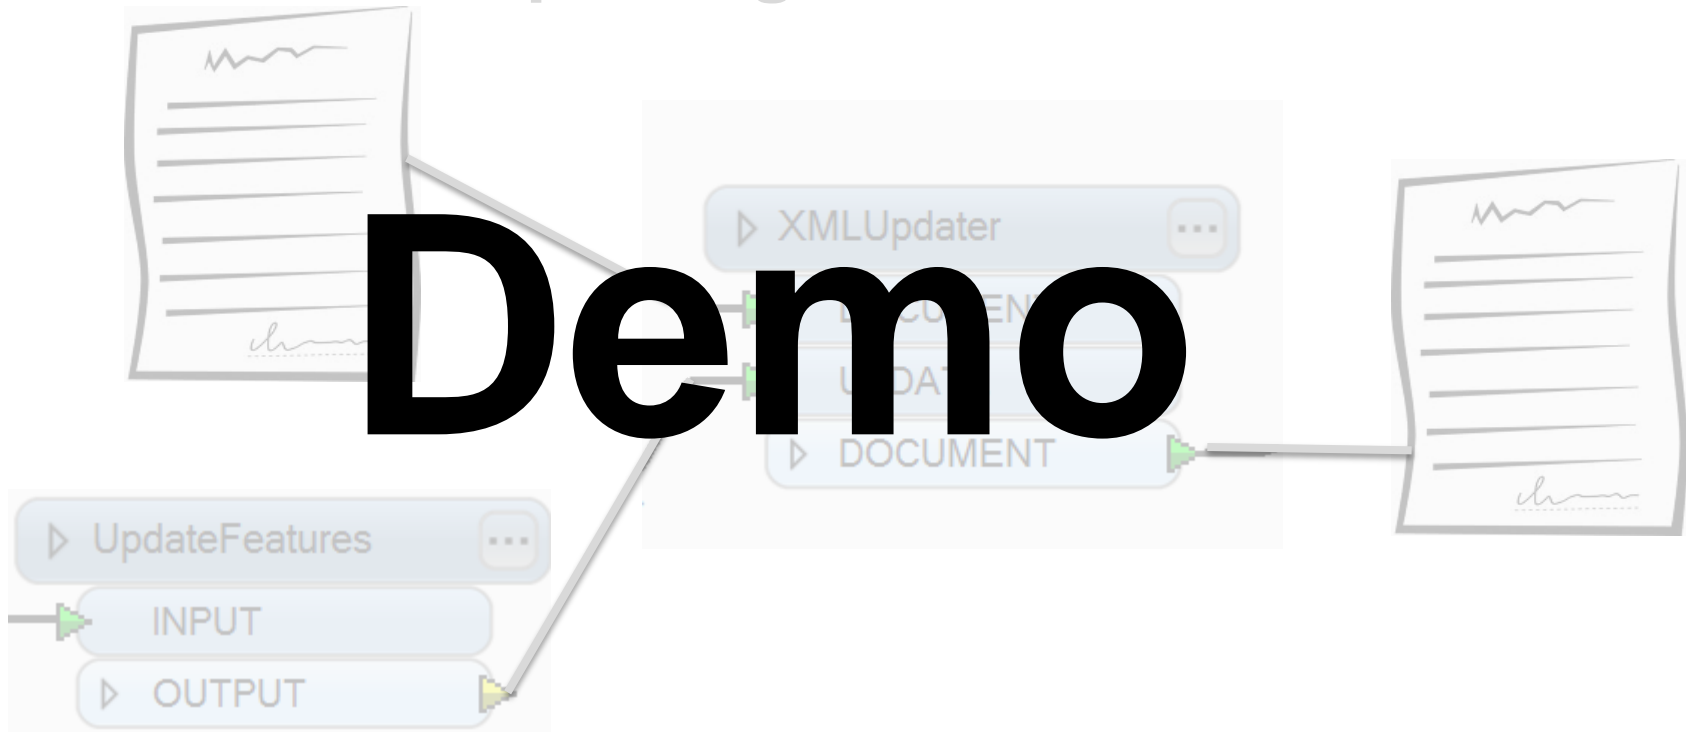 XMLUpdater
Demo
DOCUMENT
UpdateFeatures
INPUT
OUTPUT